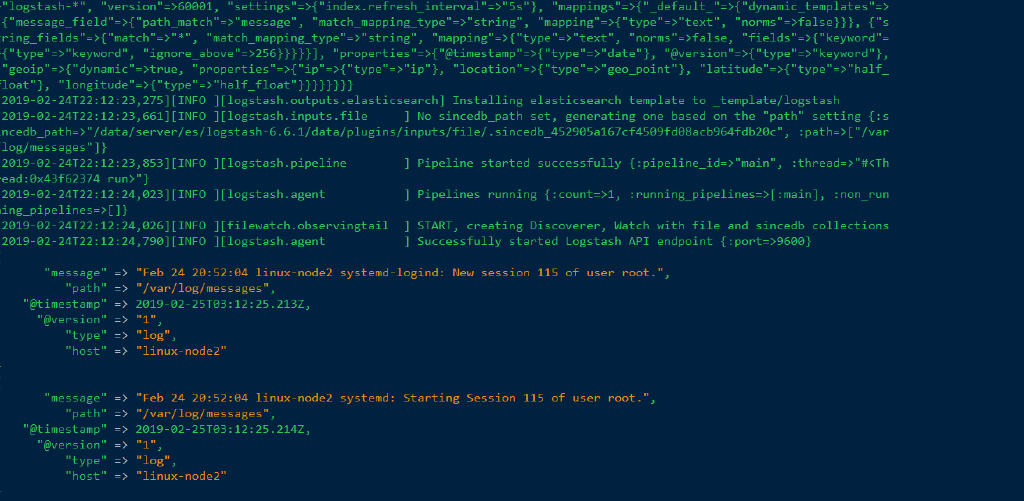 "logstash-*", "version"=>60001, "settings"=>{"index.refresh_interval"=>"5s"}, "mappings"=>{"_default_"=>{"dynamic_templates"=>
{"message_field"=>{"path_match"=>"message", "match_mapping_type"=>"string", "mapping"=>{"type"=>"text", "norms"=>false}}}, {"s
ring_fields"=>{"match"=>"*", "match_mapping_type"=>"string", "mapping"=>{"type"=>"text", "norms"=>false, "fields"=>{"keyword"=
{"type"=>"keyword", "ignore_above"=>256}}}}}], "properties"=>{"@timestamp"=>{"type"=>"date"}, "@version"=>{"type"=>"keyword"},
"geoip"=>{"dynamic"=>true, "properties"=>{"ip"=>{"type"=>"ip"}, "location"=>{"type"=>"geo_point"}, "latitude"=>{"type"=>"half_
float"}, "longitude"=>{"type"=>"half_float"}}}}}}}}
2019-02-24T22:12:23,275][INFO ][logstash.outputs.elasticsearch] Installing elasticsearch template to _template/logstash
2019-02-24T22:12:23,661][INFO ][logstash.inputs.file     ] No sincedb_path set, generating one based on the "path" setting {:s
incedb_path=>"/data/server/es/logstash-6.6.1/data/plugins/inputs/file/.sincedb_452905a167cf4509fd08acb964fdb20c", :path=>["/var
log/messages"]}
2019-02-24T22:12:23,853][INFO ][logstash.pipeline        ] Pipeline started successfully {:pipeline_id=>"main", :thread=>"#<Th
ead:0x43f62374 run>"}
2019-02-24T22:12:24,023][INFO ][logstash.agent           ] Pipelines running {:count=>1, :running_pipelines=>[:main], :non_run
ing_pipelines=>[]}
2019-02-24T22:12:24,026][INFO ][filewatch.observingtail  ] START, creating Discoverer, Watch with file and sincedb collections
2019-02-24T22:12:24,790][INFO ][logstash.agent           ] Successfully started Logstash API endpoint {:port=>9600}
"message" => "Feb 24 20:52:04 linux-node2 systemd-logind: New session 115 of user root.",
"path" => "/var/log/messages",
"@timestamp" => 2019-02-25T03:12:25.213Z,
"@version" => "1",
"type" => "log",
"host" => "linux-node2"
"message" => "Feb 24 20:52:04 linux-node2 systemd: Starting Session 115 of user root.",
"path" => "/var/log/messages",
"@timestamp" => 2019-02-25T03:12:25.214Z,
"@version" => "1",
"type" => "log",
"host" => "linux-node2"